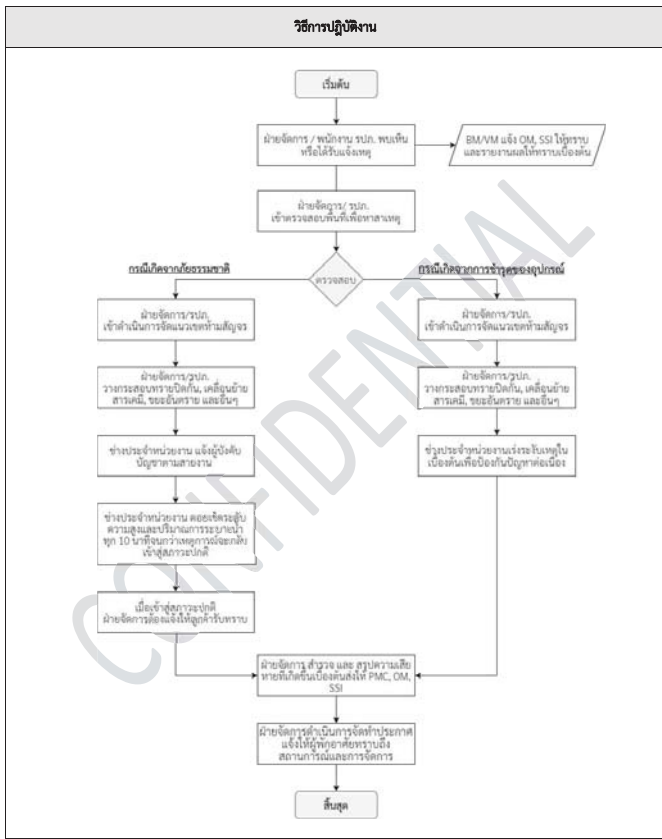 วิธีการปฏิบัติงาน
เริ่มต้น
ฝ่ายจัดการ / พนักงาน รปภ. พบเห็น
หรือได้รับแจ้งเหตุ
BM/VM แจ้ง OM, SSI ให้ทราบ
และรายงานผลให้ทราบเบื้องต้น
ฝ่ายจัดการ/ รปภ.
เข้าตรวจสอบพื้นที่เพื่อหาสาเหตุ
ตรวจสอบ
กรณีเกิดจากภัยธรรมชาติ
ฝ่ายจัดการ/รปภ.
เข้าดำเนินการจัดแนวเขตห้ามสัญจร
ฝ่ายจัดการ/รปภ.
วางกระสอบทรายปิดกั้น, เคลื่อนย้าย
สารเคมี, ขยะอันตราย และอื่นๆ
ช่างประจำหน่วยงาน แจ้งผู้บังคับ
บัญชาตามสายงาน
ช่างประจำหน่วยงาน คอยเช็คระดับ
ความสูงและปริมาณการระบายน้ำ
ทุก 10 นาทีจนกว่าเหตุการณ์จะกลับ
เข้าสู่สภาวะปกติ
เมื่อเข้าสู่สภาวะปกติ
ฝ่ายจัดการต้องแจ้งให้ลูกค้ารับทราบ
กรณีเกิดจากการชำรุดของอุปกรณ์
ฝ่ายจัดการ/รปภ.
เข้าดำเนินการจัดแนวเขตห้ามสัญจร
ฝ่ายจัดการ/รปภ.
วางกระสอบทรายปิดกั้น, เคลื่อนย้าย
สารเคมี, ขยะอันตราย และอื่นๆ
ช่างประจำหน่วยงานเร่งระงับเหตุใน
เบื้องต้นเพื่อป้องกันปัญหาต่อเนื่อง
ฝ่ายจัดการ สำรวจ และ สรุปความเสีย
หายที่เกิดขึ้นเบื้องต้นส่งให้ PMC, OM,
SSI
ฝ่ายจัดการดำเนินการจัดทำประกาศ
แจ้งให้ผู้พักอาศัยทราบถึง
สถานการณ์และการจัดการ
สิ้นสุด
CONFIDENTIAL